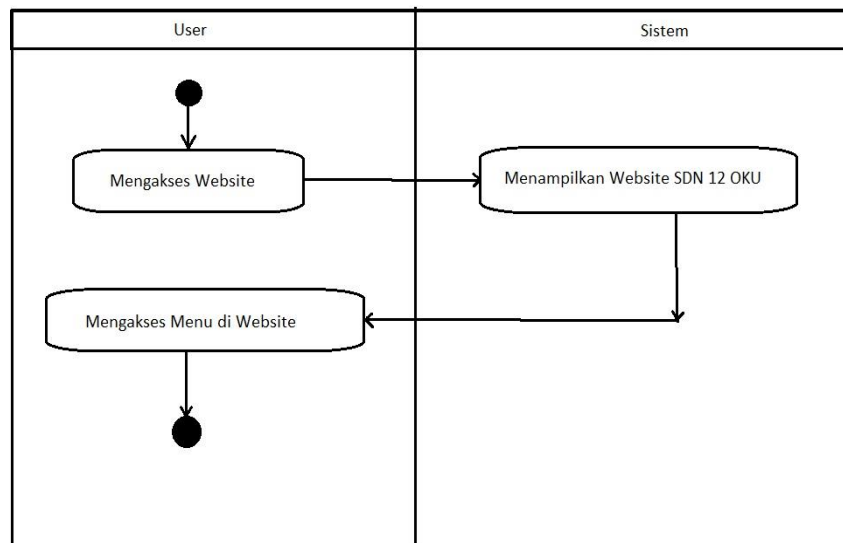 User
Sistem
Mengakses Website
Menampilkan Website SDN 12 OKU
Mengakses Menu di Website